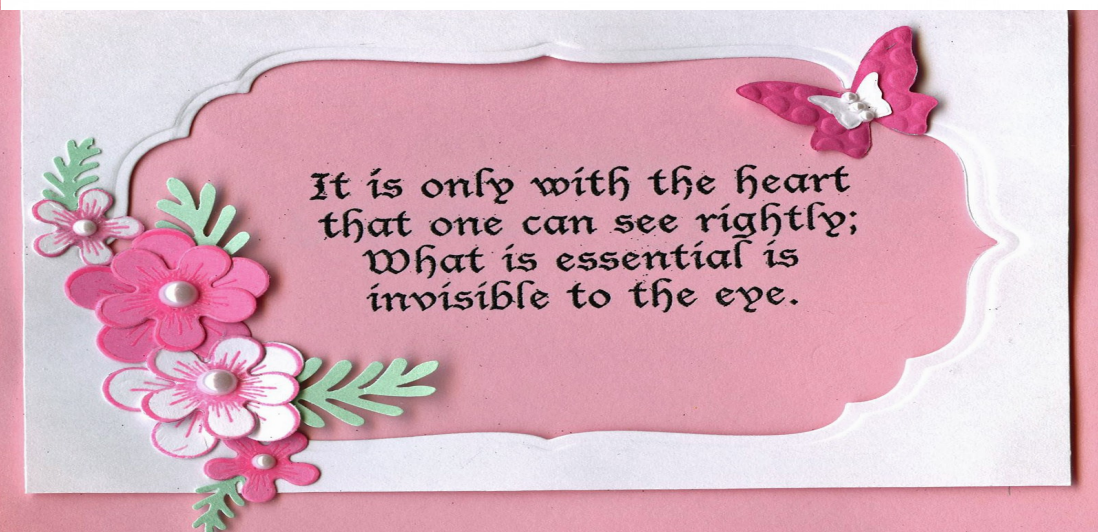 It is only with the heart
that one can see rightly;
What is essential is
invisible to the eye.